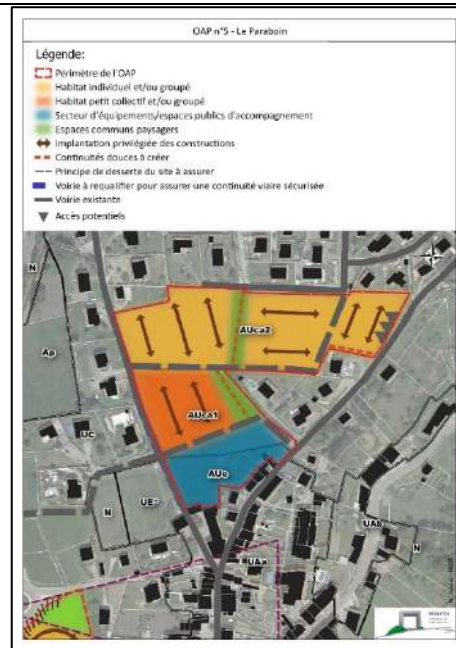 OAP n°5 - Le Paraboin
Légende:
Périmètre de l'OAP
Habitat individuel et/ou groupé
Habitat petit collectif et/ou groupé
Secteur d'équipements/espaces publics d'accompagnement
Espaces communs paysagers
Implantation privilégiée des constructions
Continuités douces à créer
Principe de desserte du site à assurer
Voirie à requalifier pour assurer une continuité viaire sécurisée
Voirie existante
Accès potentiels
N
AUca2
Ap
UC
AUca1
AUe
UE
N
UAb
N
UAa